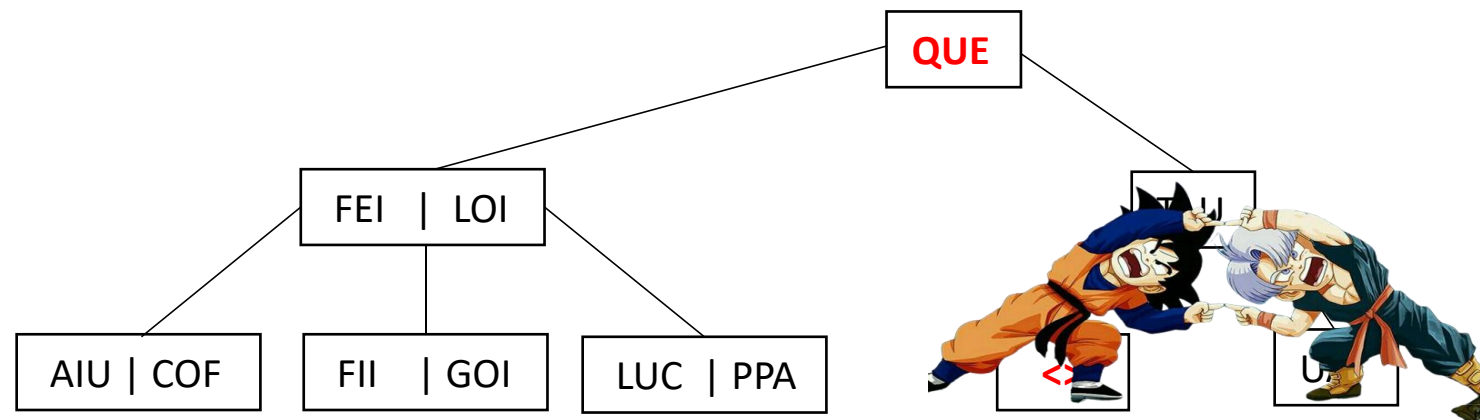 QUE
FEI | LOI
AIU | COF
FII | GOI
LUC | PPA